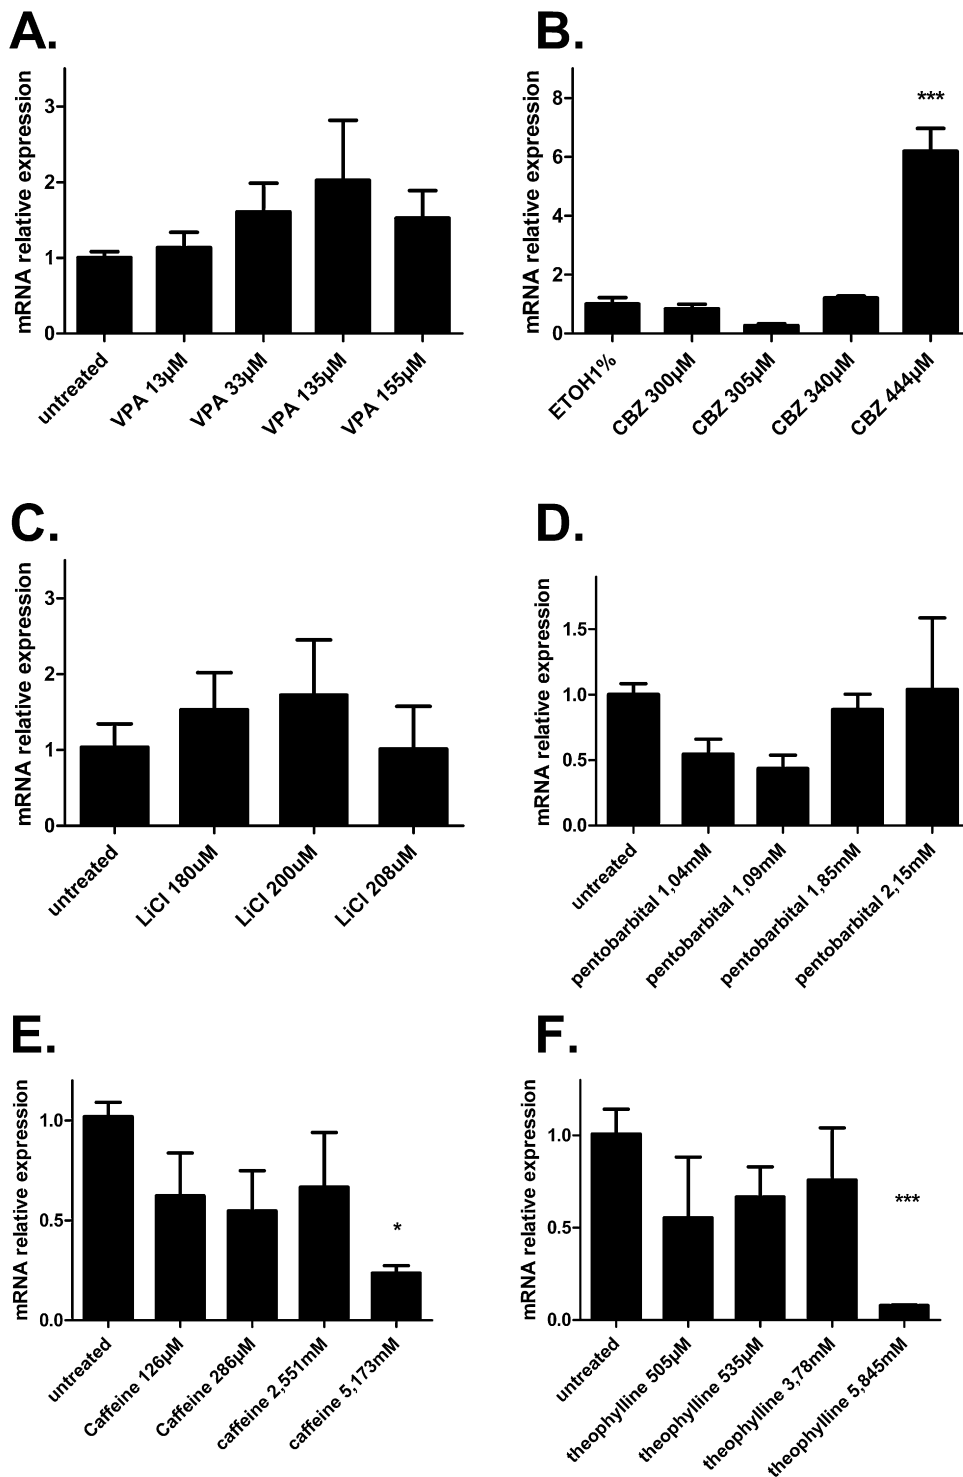 A.
mRNA relative expression
3
2
1
0
untreated
VPA 13µM
VPA 33µM
VPA 135µM
VPA 155µM
B.
mRNA relative expression
8
6
4
2
0
***
ETOH1%
CBZ 300µM
CBZ 305µM
CBZ 340µM
CBZ 444µM
C.
mRNA relative expression
3
2
1
0
untreated
LiCl 180uM
LiCl 200uM
LiCl 208uM
D.
mRNA relative expression
1.5
1.0
0.5
0.0
untreated
pentobarbital 1,04mM
pentobarbital 1,09mM
pentobarbital 1,85mM
pentobarbital 2,15mM
E.
mRNA relative expression
1.0
0.5
0.0
*
untreated
Caffeine 126µM
Caffeine 286µM
caffeine 2,551mM
caffeine 5,173mM
F.
mRNA relative expression
1.0
0.5
0.0
***
untreated
theophylline 505µM
theophylline 535µM
theophylline 3,78mM
theophylline 5,845mM